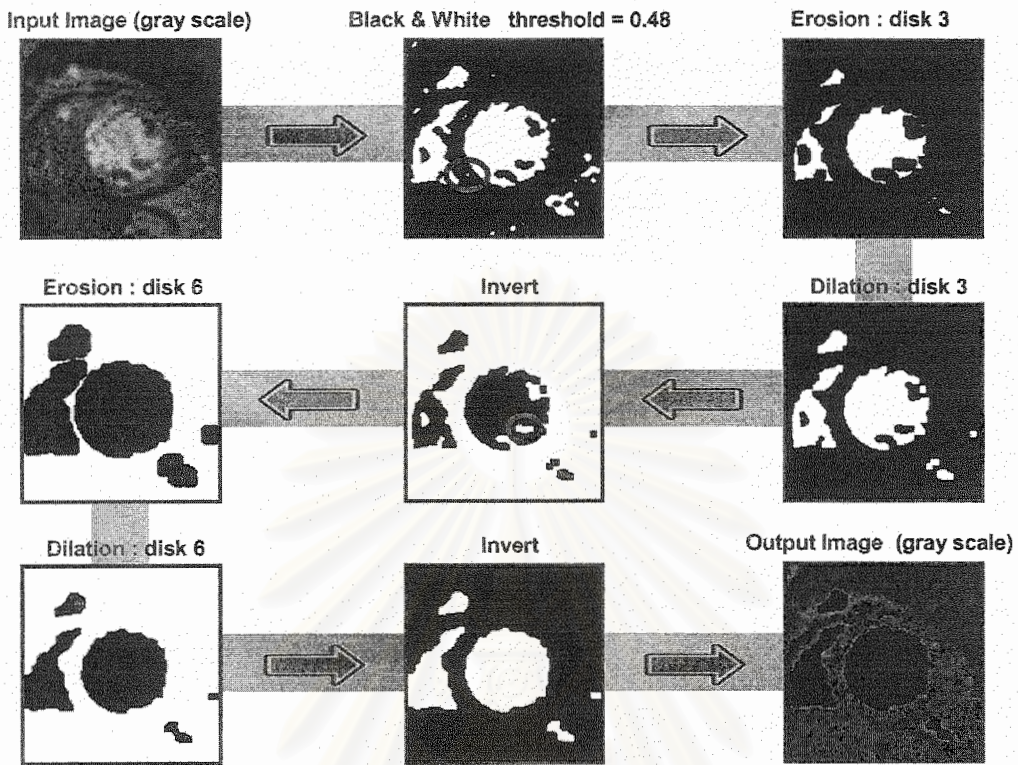 Input Image (gray scale)
Black & White threshold = 0.48
Erosion : disk 3
Erosion : disk 6
Invert
Dilation : disk 3
Dilation : disk 6
Invert
Output Image (gray scale)